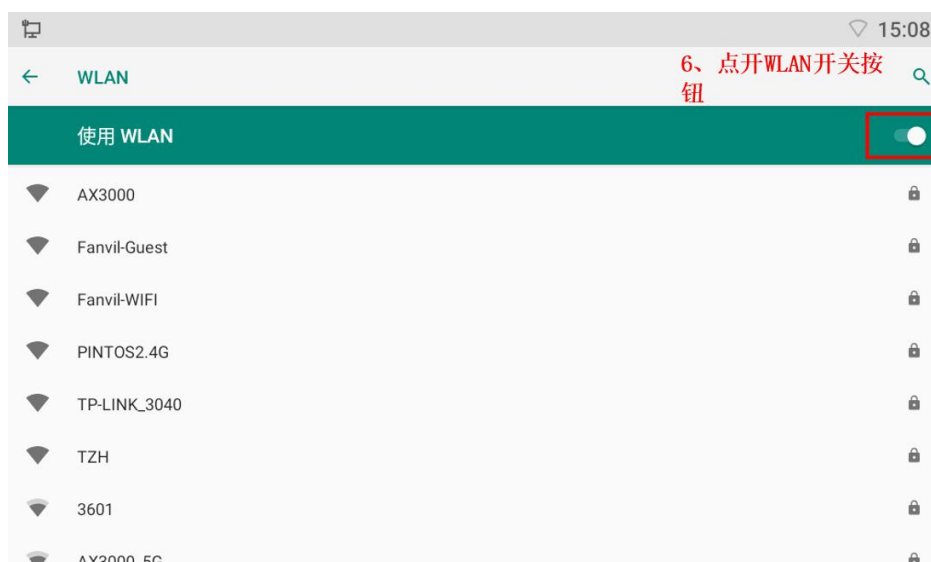 15:08
WLAN
6、点开WLAN开关按
钮
使用 WLAN
AX3000
Fanvil-Guest
Fanvil-WIFI
PINTOS2.4G
TP-LINK_3040
TZH
3601
AX3000_5G